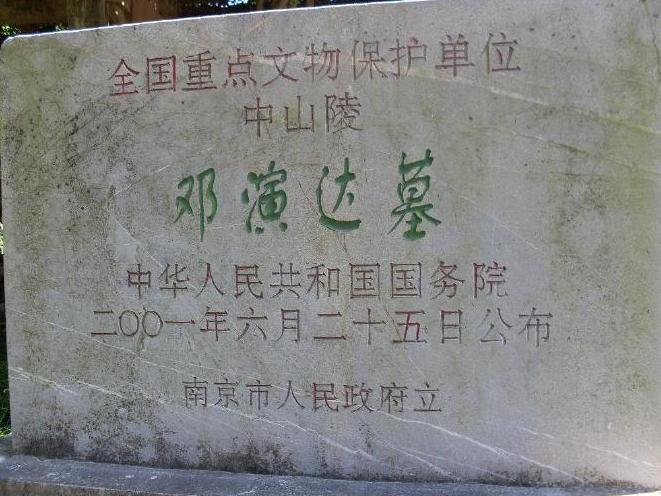 全国重点文物保护单位
中山陵
邓演达墓
中华人民共和国国务院
二〇〇一年六月二十五日公布
南京市人民政府立